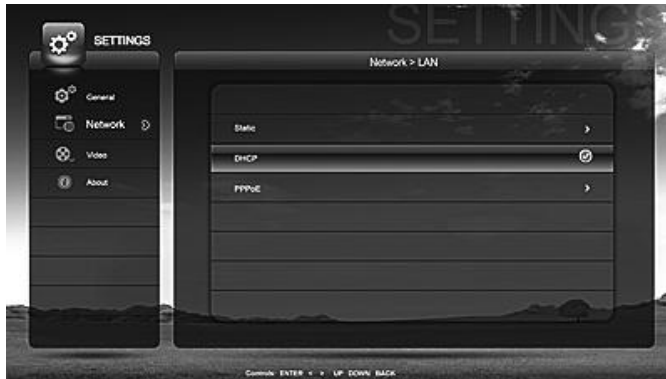 SETTINGS
SETTINGS
Network > LAN
General
Network
Video
About
Static
DHCP
PPPoE
Controls: ENTER < > UP DOWN BACK